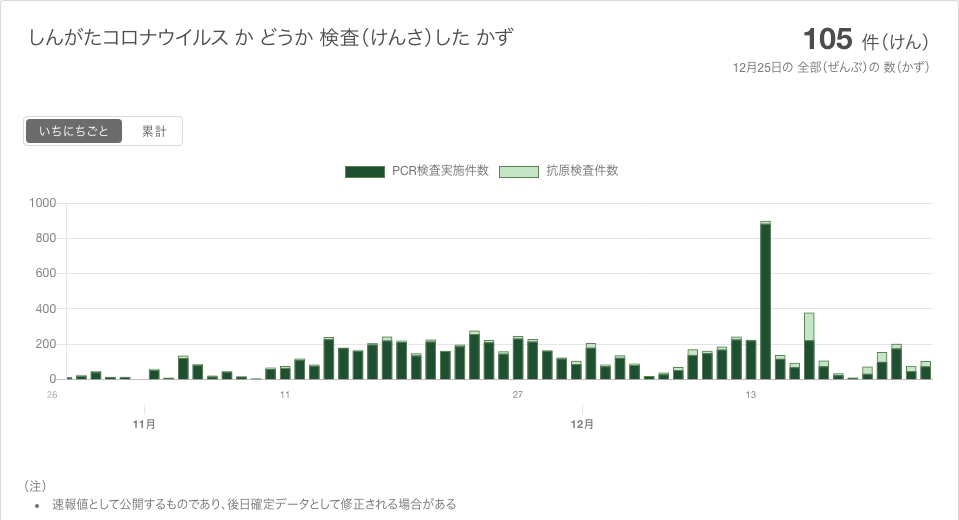 しんがたコロナウイルス か どうか 検査（けんさ）した かず
105 件（けん）
12月25日の 全部（ぜんぶ）の 数（かず）
いちにちごと 累計
PCR検査実施件数 抗原検査件数
1000
800
600
400
200
0
26 11 27 13
11月 12月
（注）
• 速報値として公開するものであり、後日確定データとして修正される場合がある